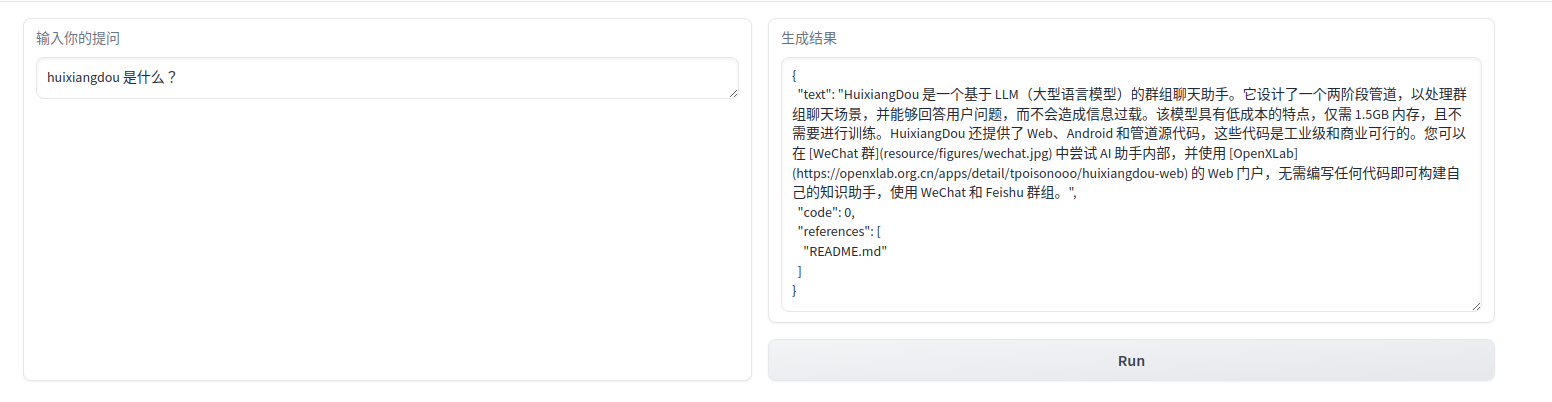 输入你的提问
huixiangdou 是什么？
生成结果
{
"text": "HuixiangDou 是一个基于 LLM（大型语言模型）的群组聊天助手。它设计了一个两阶段管道，以处理群
组聊天场景，并能够回答用户问题，而不会造成信息过载。该模型具有低成本的特点，仅需 1.5GB 内存，且不
需要进行训练。HuixiangDou 还提供了 Web、Android 和管道源代码，这些代码是工业级和商业可行的。您可以
在 [WeChat 群](resource/figures/wechat.jpg) 中尝试 AI 助手内部，并使用 [OpenXLab]
(https://openxlab.org.cn/apps/detail/tpoisonooo/huixiangdou-web) 的 Web 门户，无需编写任何代码即可构建自
己的知识助手，使用 WeChat 和 Feishu 群组。",
"code": 0,
"references": [
"README.md"
]
}
Run